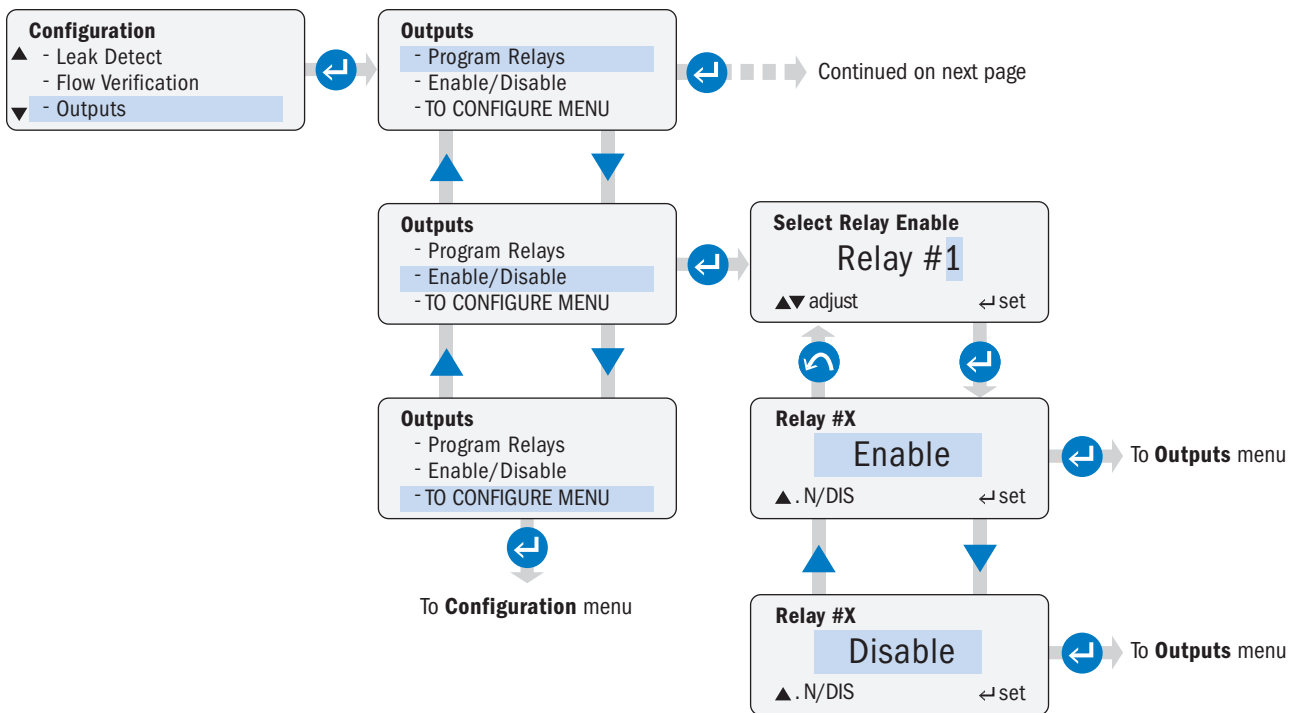 Configuration
▲ - Leak Detect
- Flow Verification
▼ - Outputs
Outputs
- Program Relays
- Enable/Disable
- TO CONFIGURE MENU
Continued on next page
Outputs
- Program Relays
- Enable/Disable
- TO CONFIGURE MENU
Select Relay Enable
Relay #1
▲▼ adjust ↵ set
Outputs
- Program Relays
- Enable/Disable
- TO CONFIGURE MENU
To Configuration menu
Relay #X
Enable
▲ . N/DIS ↵ set
To Outputs menu
Relay #X
Disable
▲ . N/DIS ↵ set
To Outputs menu